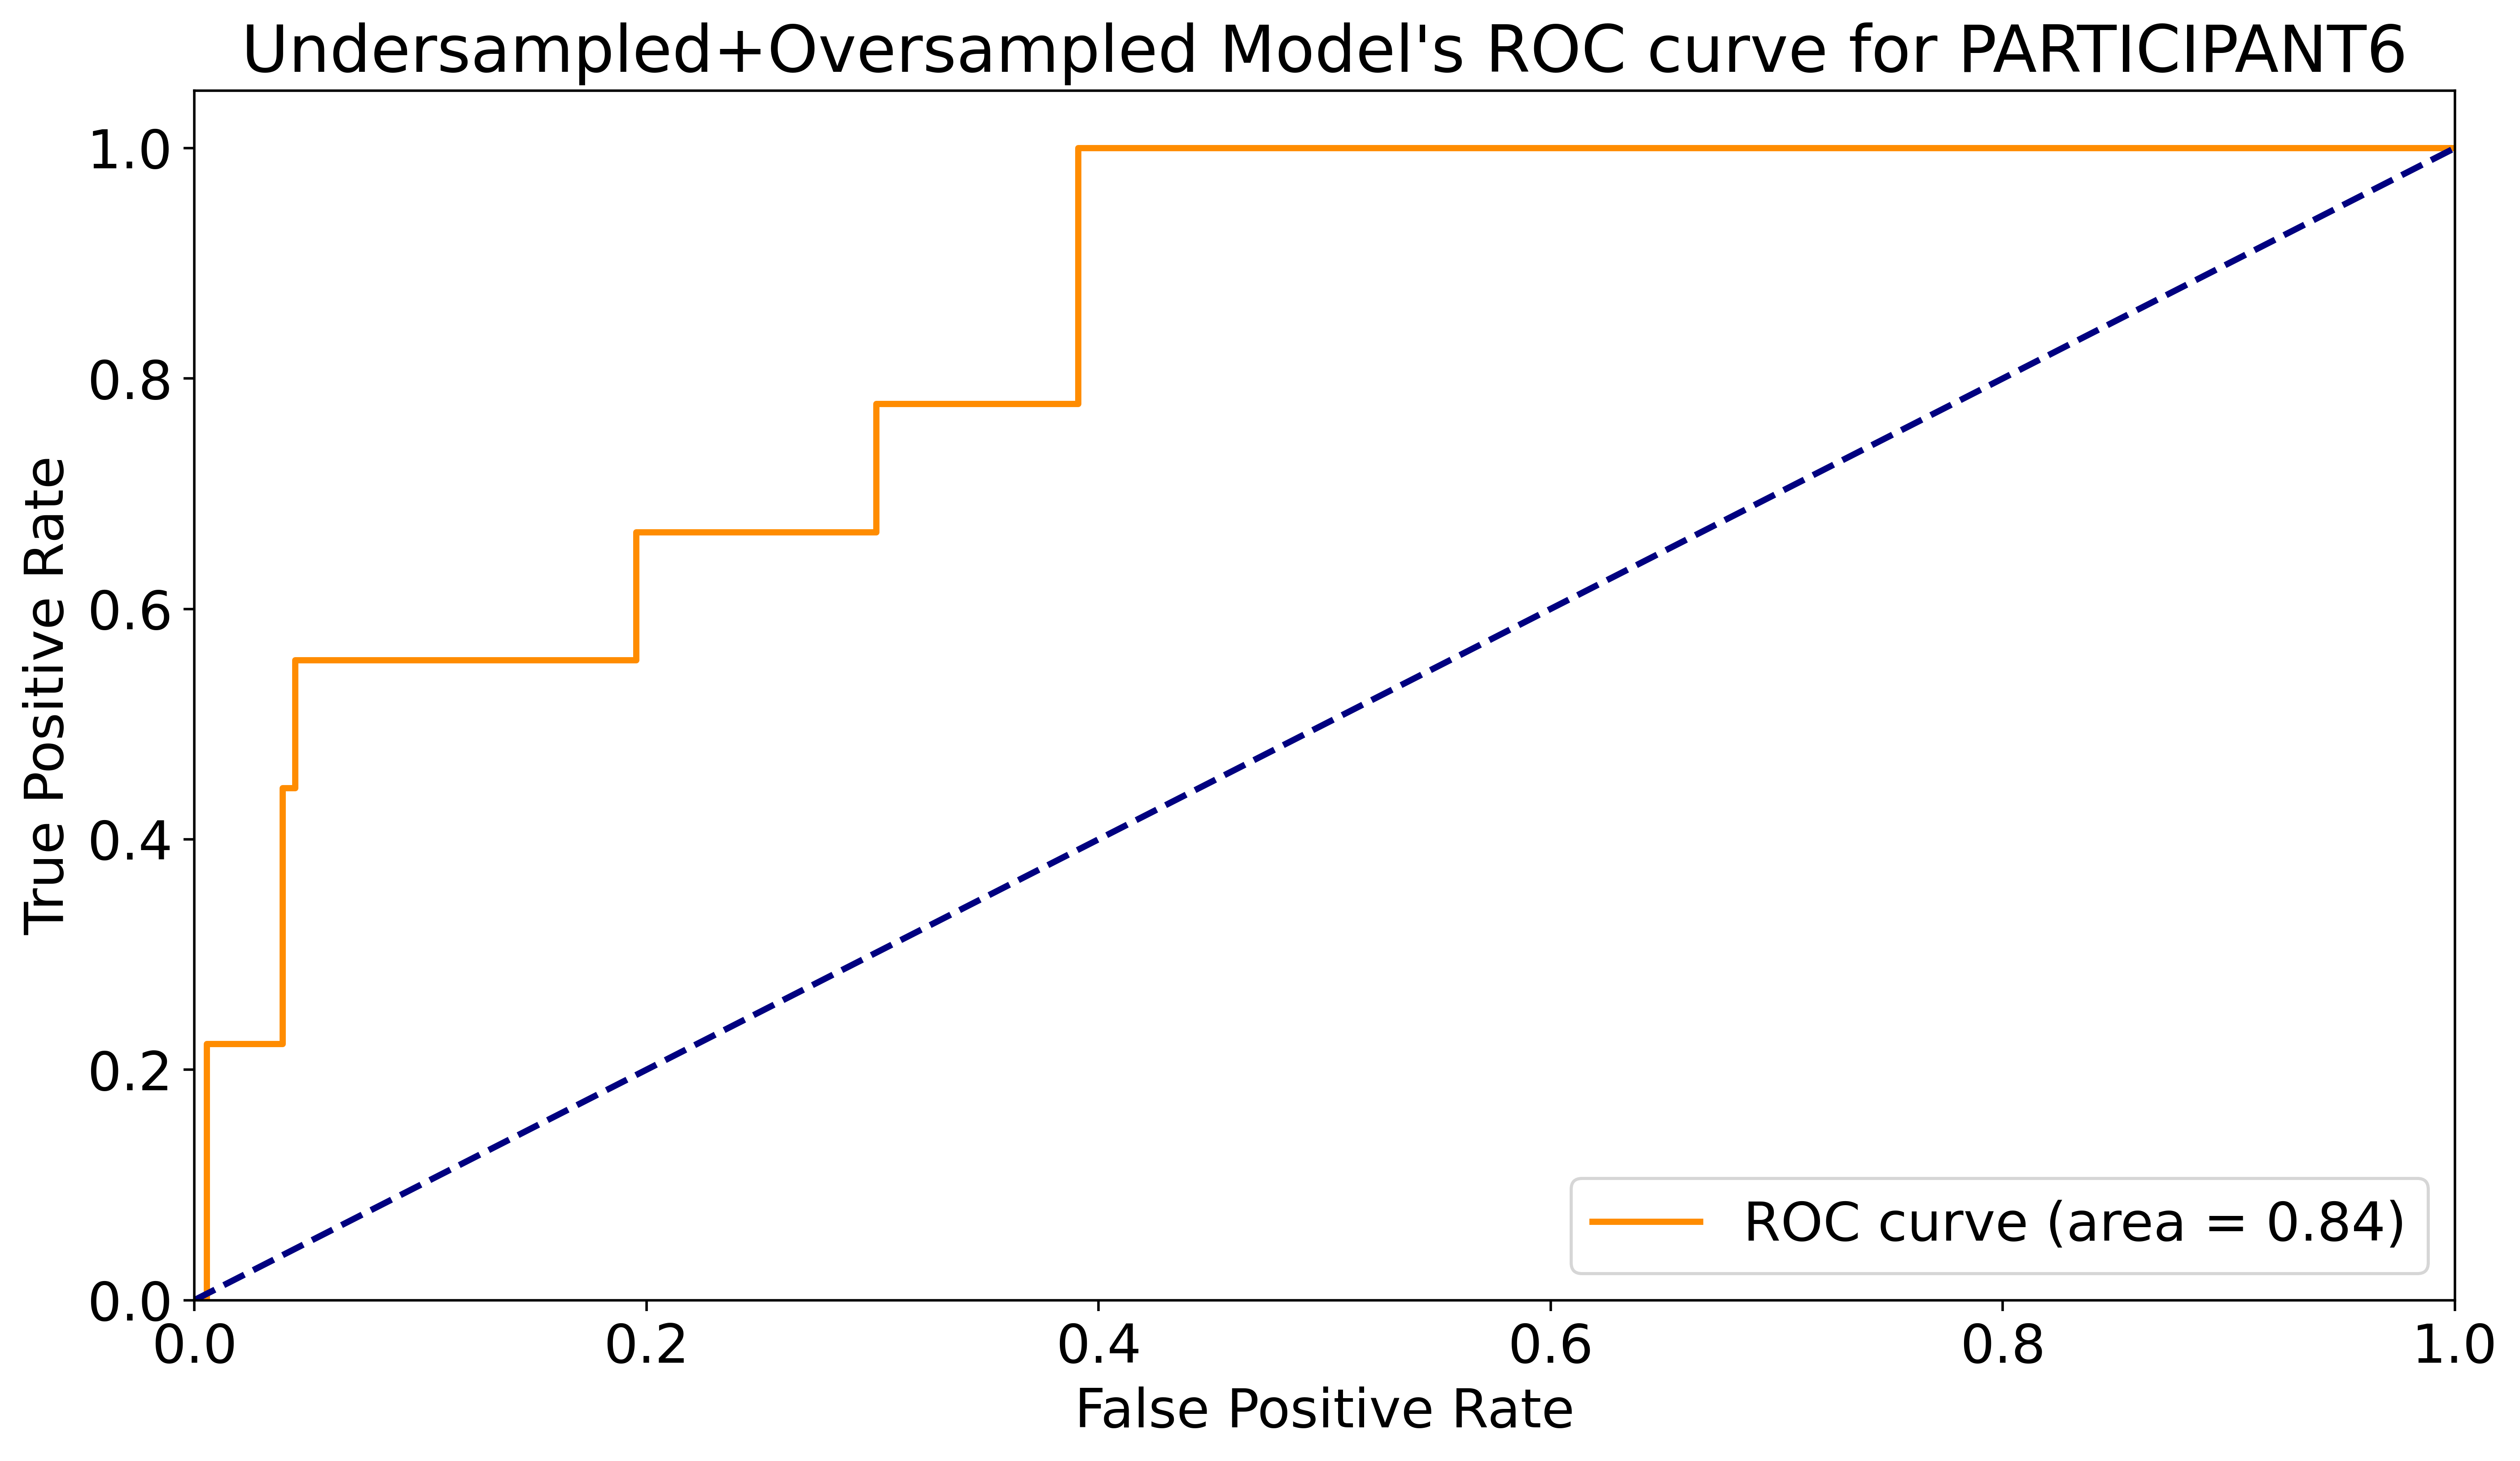 Undersampled+Oversampled Model's ROC curve for PARTICIPANT6
1.0
0.8
0.6
0.4
0.2
0.0
True Positive Rate
0.0 0.2 0.4 0.6 0.8 1.0
False Positive Rate
ROC curve (area = 0.84)